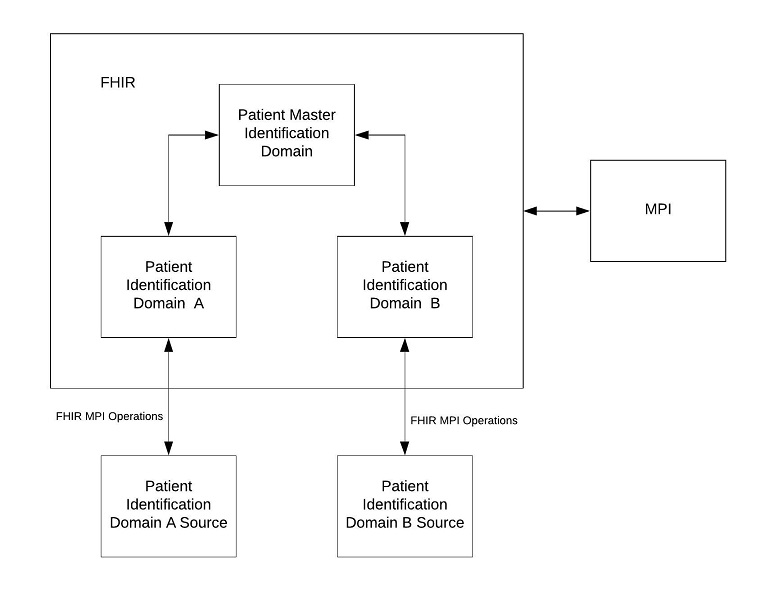 FHIR
Patient Master
Identification
Domain
MPI
Patient
Identification
Domain  A
Patient
Identification
Domain  B
FHIR MPI Operations
FHIR MPI Operations
Patient
Identification
Domain A Source
Patient
Identification
Domain B Source